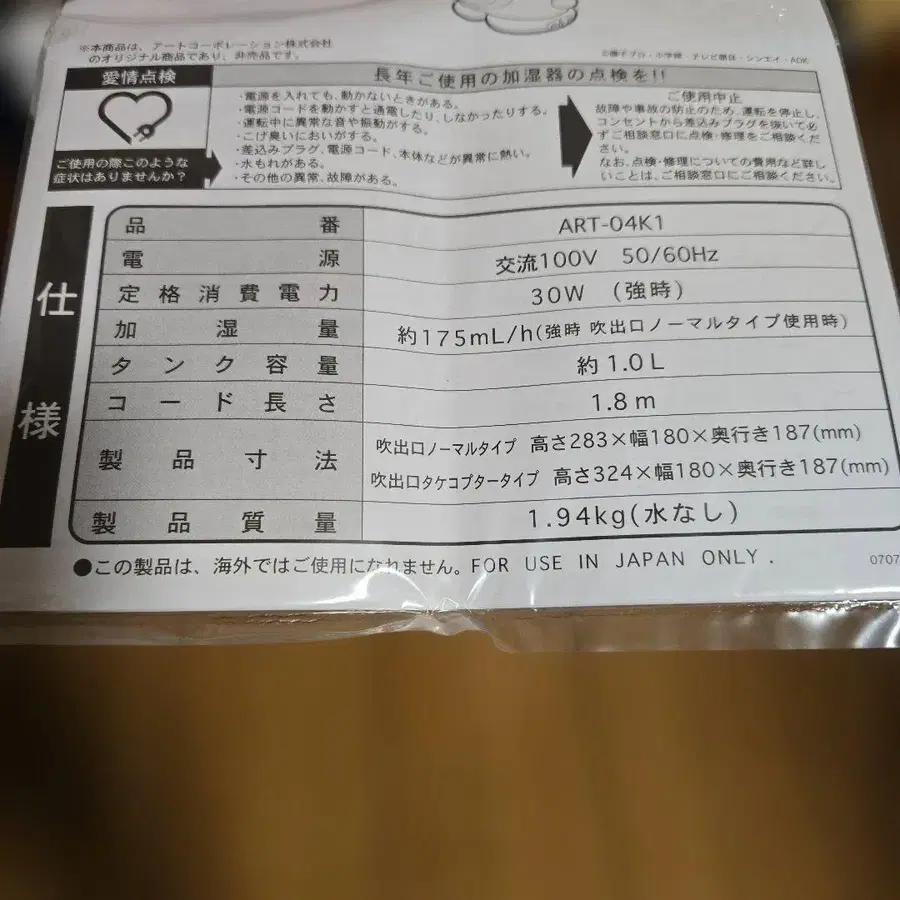 ※本商品は、アートコーポレーション株式会社
のオリジナル商品であり、非売品です。
©藤子プロ・小学館・テレビ朝日・シンエイ・ADK
愛情点検
長年ご使用の加湿器の点検を!!
ご使用の際このような
症状はありませんか？
・電源を入れても、動かないときがある。
・電源コードを動かすと通電したり、しなかったりする。
・運転中に異常な音や振動がする。
・こげ臭いにおいがする。
・差込みプラグ、電源コード、本体などが異常に熱い。
・水もれがある。
・その他の異常、故障がある。
ご使用中止
故障や事故の防止のため、運転を停止し、
コンセントから差込みプラグを抜いて必
ずご相談窓口に点検・修理をご相談くだ
さい。
なお、点検・修理についての費用など詳し
いことは、ご相談窓口にご相談ください。
仕様
品番 ART-04K1
電源 交流100V 50/60Hz
定格消費電力 30W （強時）
加湿量 約175mL/h(強時 吹出口ノーマルタイプ使用時)
タンク容量 約1.0L
コード長さ 1.8m
製品寸法 吹出口ノーマルタイプ 高さ283×幅180×奥行き187(mm)
吹出口タケコプタータイプ 高さ324×幅180×奥行き187(mm)
製品質量 1.94kg(水なし)
●この製品は、海外ではご使用になれません。FOR USE IN JAPAN ONLY.
0707